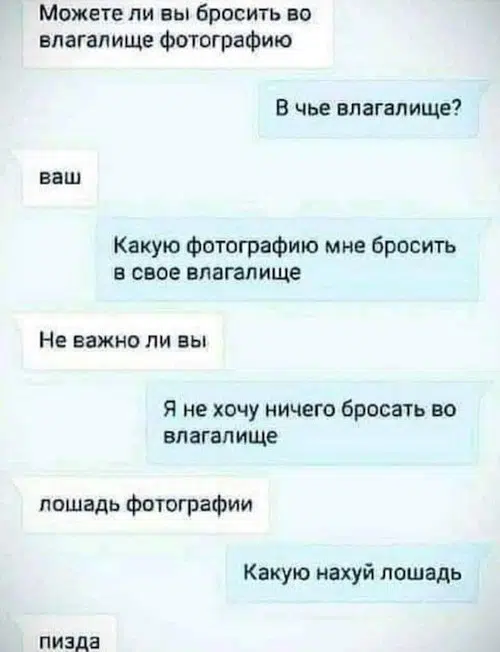 Можете ли вы бросить во
влагалище фотографию
В чье влагалище?
ваш
Какую фотографию мне бросить
в свое влагалище
Не важно ли вы
Я не хочу ничего бросать во
влагалище
лошадь фотографии
Какую нахуй лошадь
пизда